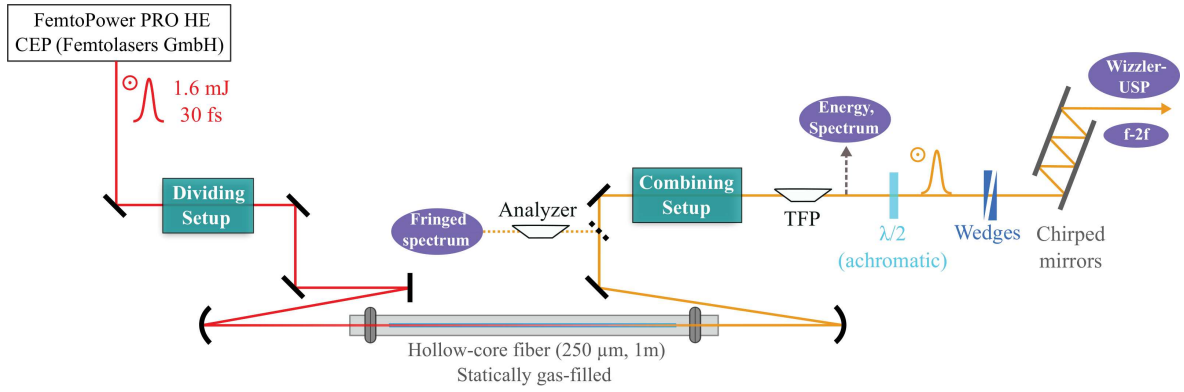 FemtoPower PRO HE
CEP (Femtolasers GmbH)
1.6 mJ
30 fs
Dividing
Setup
Fringed
spectrum
Analyzer
Combining
Setup
TFP
Energy,
Spectrum
λ/2
(achromatic)
Wedges
Chirped
mirrors
Wizzler-
USP
f-2f
Hollow-core fiber (250 µm, 1m)
Statically gas-filled